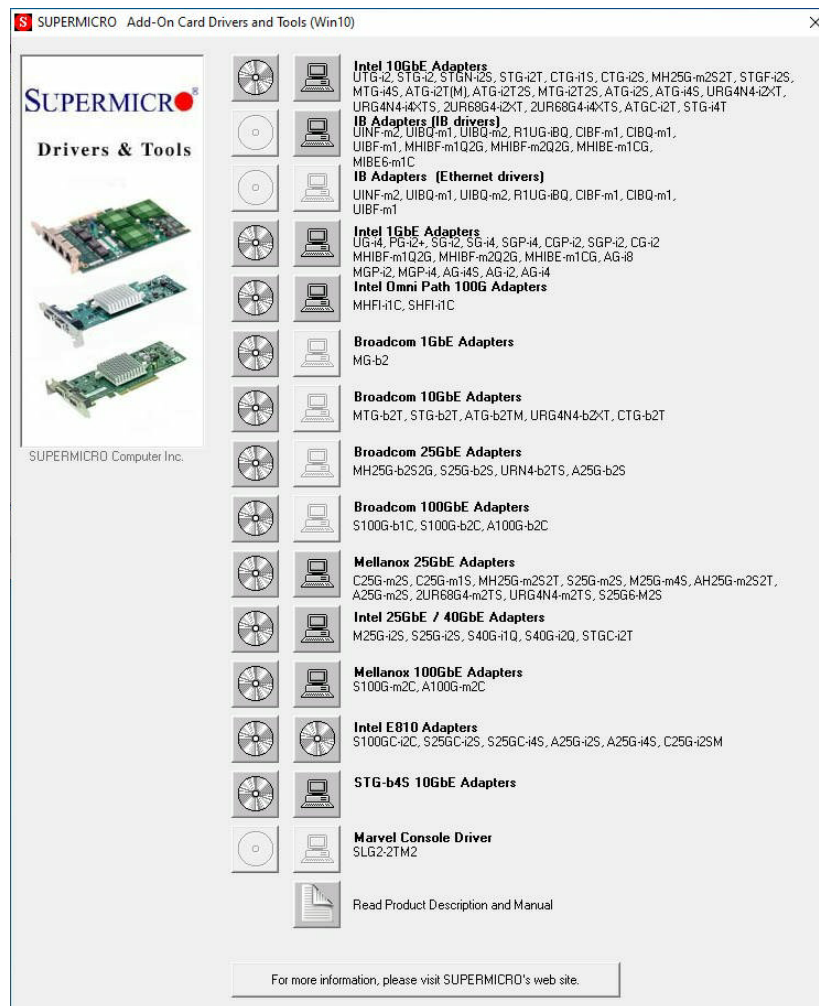 SUPERMICRO Add-On Card Drivers and Tools (Win10)
SUPERMICRO®
Drivers & Tools
SUPERMICRO Computer Inc.
Intel 10GbE Adapters
UTG-i2, STG-i2, STGN-i2S, STG-i2T, CTG-i1S, CTG-i2S, MH25G-m2S2T, STGF-i2S,
MTG-i4S, ATG-i2T(M), ATG-i2T2S, MTG-i2T2S, ATG-i2S, ATG-i4S, URG4N4-i2XT,
URG4N4-i4XTS, 2UR68G4-i2XT, 2UR68G4-i4XTS, ATGC-i2T, STG-i4T
IB Adapters (IB drivers)
UINF-m2, UIBQ-m1, UIBQ-m2, R1UG-iBQ, CIBF-m1, CIBQ-m1,
UIBF-m1, MHIBF-m1Q2G, MHIBF-m2Q2G, MHIBE-m1CG,
MIBE6-m1C
IB Adapters (Ethernet drivers)
UINF-m2, UIBQ-m1, UIBQ-m2, R1UG-iBQ, CIBF-m1, CIBQ-m1,
UIBF-m1
Intel 1GbE Adapters
UG-i4, PG-i2+, SG-i2, SG-i4, SGP-i4, CGP-i2, SGP-i2, CG-i2
MHIBF-m1Q2G, MHIBF-m2Q2G, MHIBE-m1CG, AG-i8
MGP-i2, MGP-i4, AG-i4S, AG-i2, AG-i4
Intel Omni Path 100G Adapters
MHFI-i1C, SHFI-i1C
Broadcom 1GbE Adapters
MG-b2
Broadcom 10GbE Adapters
MTG-b2T, STG-b2T, ATG-b2TM, URG4N4-b2XT, CTG-b2T
Broadcom 25GbE Adapters
MH25G-b2S2G, S25G-b2S, URN4-b2TS, A25G-b2S
Broadcom 100GbE Adapters
S100G-b1C, S100G-b2C, A100G-b2C
Mellanox 25GbE Adapters
C25G-m2S, C25G-m1S, MH25G-m2S2T, S25G-m2S, M25G-m4S, AH25G-m2S2T,
A25G-m2S, 2UR68G4-m2TS, URG4N4-m2TS, S25G6-M2S
Intel 25GbE / 40GbE Adapters
M25G-i2S, S25G-i2S, S40G-i1Q, S40G-i2Q, STGC-i2T
Mellanox 100GbE Adapters
S100G-m2C, A100G-m2C
Intel E810 Adapters
S100GC-i2C, S25GC-i2S, S25GC-i4S, A25G-i2S, A25G-i4S, C25G-i2SM
STG-b4S 10GbE Adapters
Marvel Console Driver
SLG2-2TM2
Read Product Description and Manual
For more information, please visit SUPERMICRO's web site.